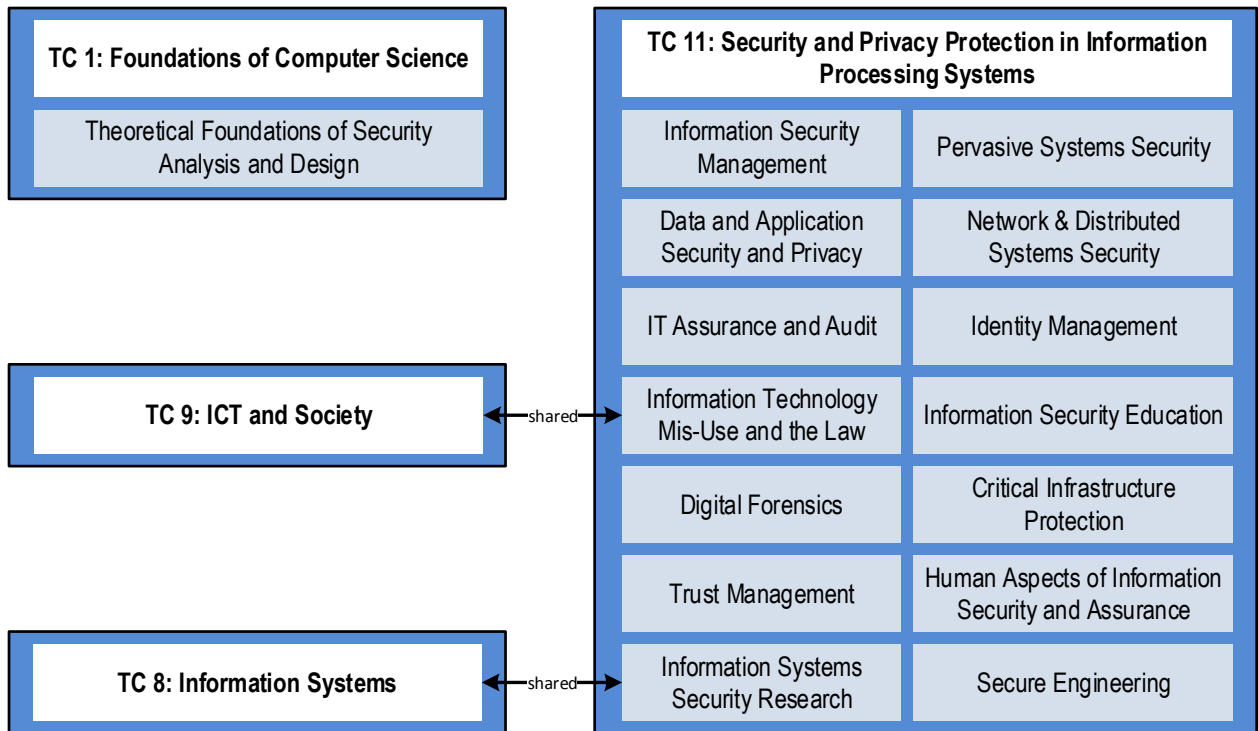 TC 1: Foundations of Computer Science
Theoretical Foundations of Security
Analysis and Design
TC 9: ICT and Society
shared
TC 8: Information Systems
shared
TC 11: Security and Privacy Protection in Information
Processing Systems
Information Security
Management
Pervasive Systems Security
Data and Application
Security and Privacy
Network & Distributed
Systems Security
IT Assurance and Audit
Identity Management
Information Technology
Mis-Use and the Law
Information Security Education
Digital Forensics
Critical Infrastructure
Protection
Trust Management
Human Aspects of Information
Security and Assurance
Information Systems
Security Research
Secure Engineering